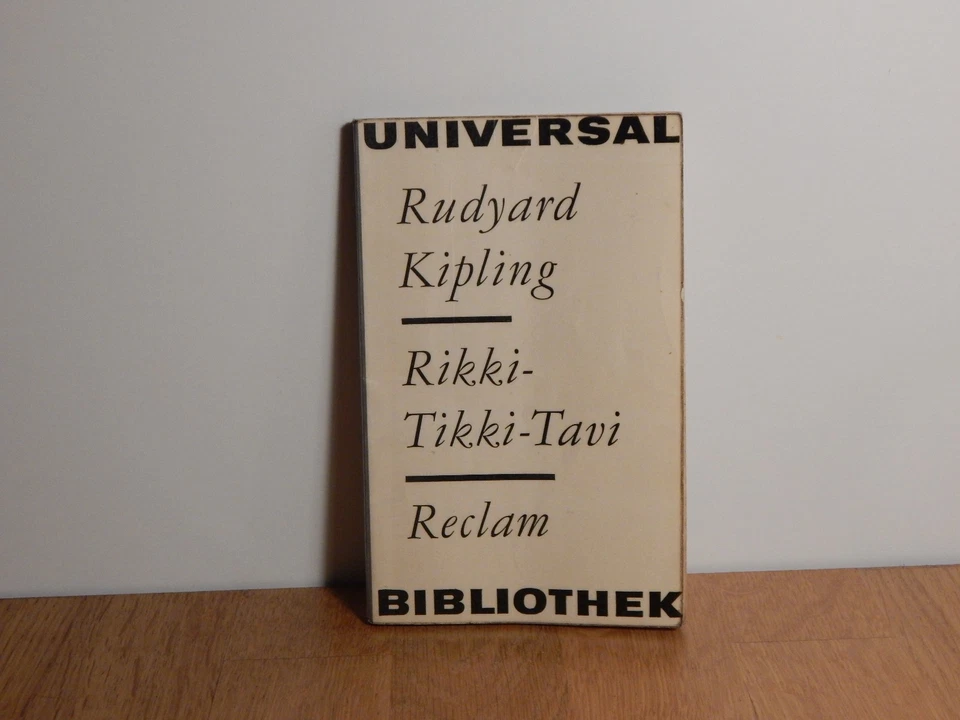 UNIVERSAL
Rudyard
Kipling
Rikki-
Tikki-Tavi
Reclam
BIBLIOTHEK